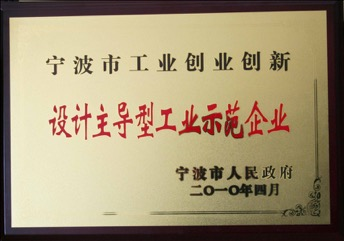 宁波市工业创业创新
设计主导型工业示范企业
宁波市人民政府
二〇一〇年四月